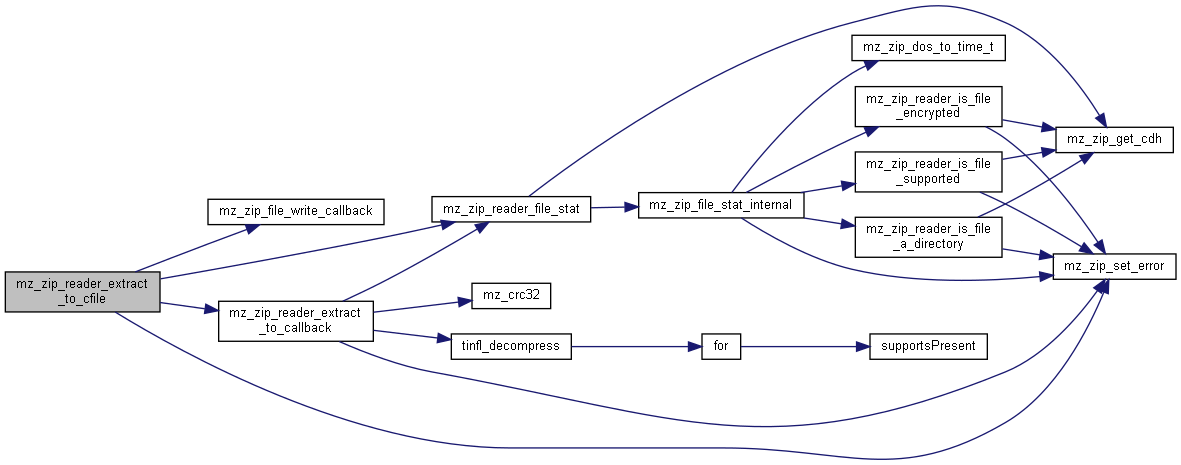 mz_zip_reader_extract
_to_cfile
mz_zip_file_write_callback
mz_zip_reader_extract
_to_callback
mz_zip_reader_file_stat
mz_crc32
tinfl_decompress
mz_zip_file_stat_internal
for
mz_zip_dos_to_time_t
mz_zip_reader_is_file
_encrypted
mz_zip_reader_is_file
_supported
mz_zip_reader_is_file
_a_directory
supportsPresent
mz_zip_get_cdh
mz_zip_set_error